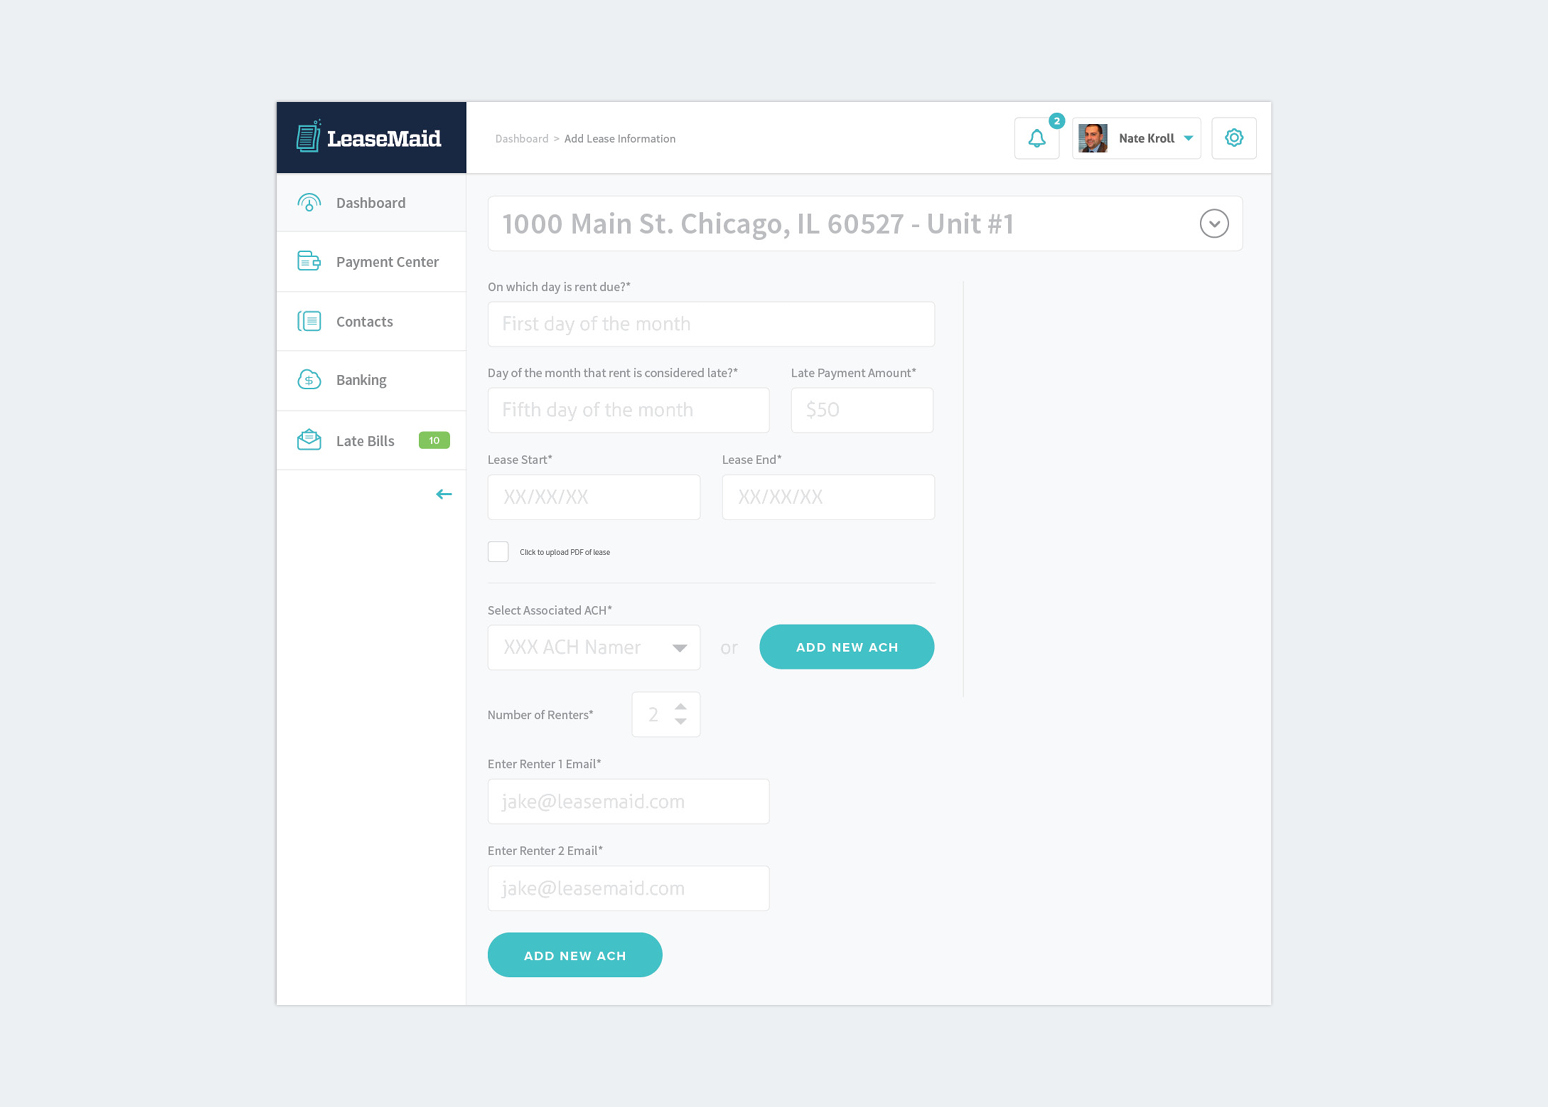 LeaseMaid
Dashboard > Add Lease Information
2
Nate Kroll
Dashboard
Payment Center
Contacts
Banking
Late Bills 10
1000 Main St. Chicago, IL 60527 - Unit #1
On which day is rent due?*
First day of the month
Day of the month that rent is considered late?* Late Payment Amount*
Fifth day of the month $50
Lease Start* Lease End*
XX/XX/XX XX/XX/XX
Click to upload PDF of lease
Select Associated ACH*
XXX ACH Namer or ADD NEW ACH
Number of Renters* 2
Enter Renter 1 Email*
jake@leasemaid.com
Enter Renter 2 Email*
jake@leasemaid.com
ADD NEW ACH